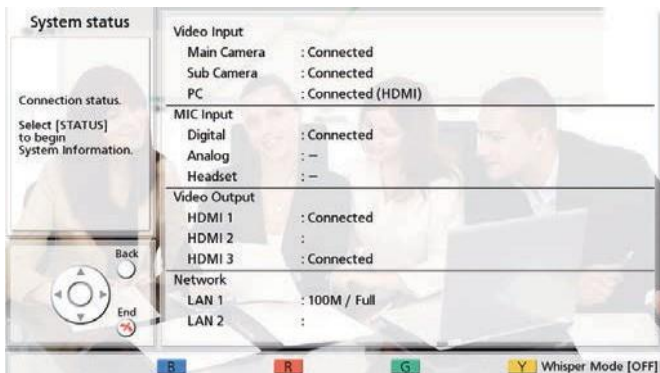 System status
Connection status.
Select [STATUS]
to begin
System Information.
Back
End
Video Input
Main Camera : Connected
Sub Camera : Connected
PC : Connected (HDMI)
MIC Input
Digital : Connected
Analog : –
Headset : –
Video Output
HDMI 1 : Connected
HDMI 2 :
HDMI 3 : Connected
Network
LAN 1 : 100M / Full
LAN 2 :
B R G Y Whisper Mode [OFF]